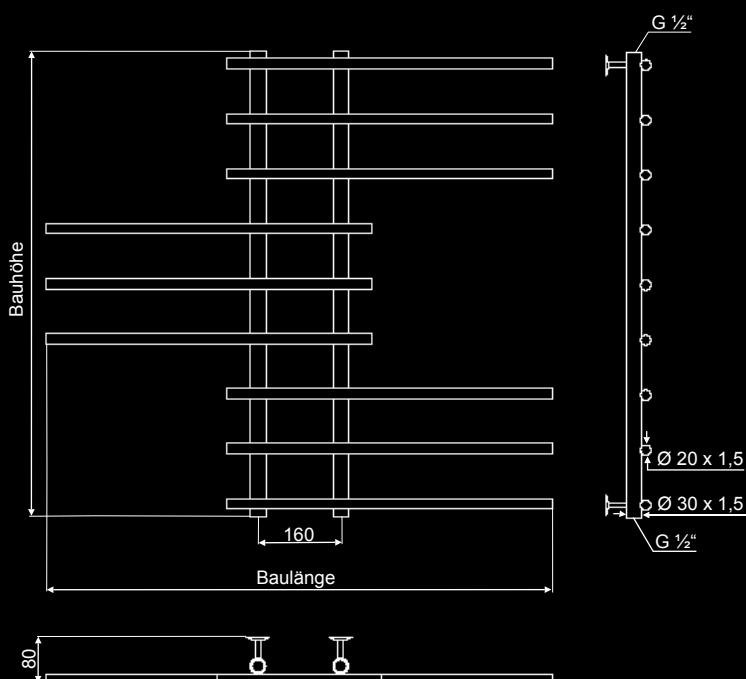 G ½“
Bauhöhe
Ø 20 x 1,5
Ø 30 x 1,5
160
G ½“
Baulänge
80